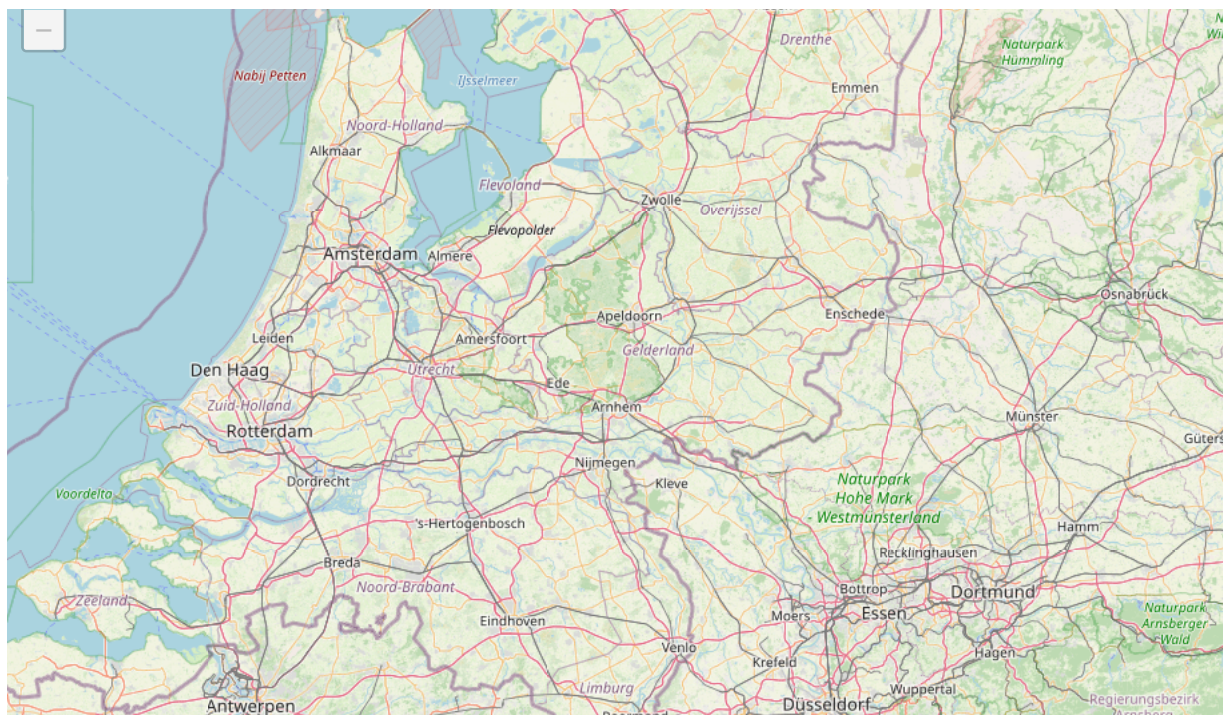 Drenthe
Naturpark
Hümmling
Nabij Petten
IJsselmeer
Emmen
Noord-Holland
Alkmaar
Flevoland
Zwolle
Overijssel
Flevopolder
Amsterdam
Almere
Osnabrück
Apeldoorn
Enschede
Leiden
Amersfoort
Gelderland
Den Haag
Utrecht
Ede
Zuid-Holland
Arnhem
Münster
Rotterdam
Güters
Nijmegen
Dordrecht
Kleve
Naturpark
Hohe Mark
- Westmünsterland
Voordelta
's-Hertogenbosch
Hamm
Recklinghausen
Breda
Noord-Brabant
Bottrop
Dortmund
Zeeland
Essen
Moers
Naturpark
Arnsberger
Wald
Eindhoven
Venlo
Hagen
Krefeld
Limburg
Wuppertal
Antwerpen
Düsseldorf
Regierungsbezirk
Arnsberg